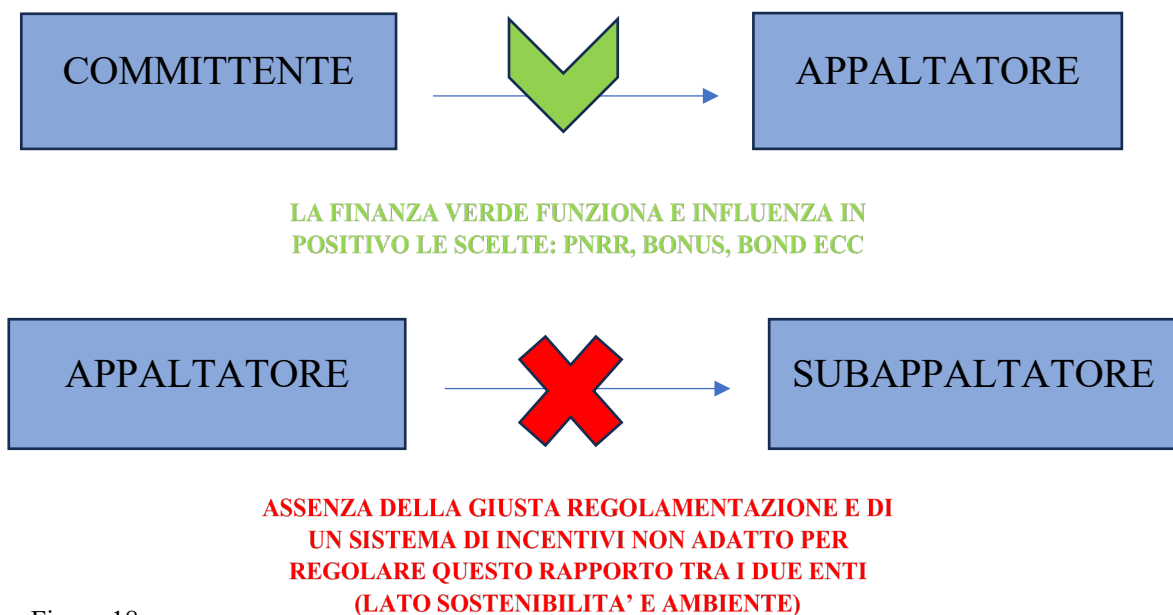 COMMITTENTE
APPALTATORE
LA FINANZA VERDE FUNZIONA E INFLUENZA IN
POSITIVO LE SCELTE: PNRR, BONUS, BOND ECC
APPALTATORE
SUBAPPALTATORE
ASSENZA DELLA GIUSTA REGOLAMENTAZIONE E DI
UN SISTEMA DI INCENTIVI NON ADATTO PER
REGOLARE QUESTO RAPPORTO TRA I DUE ENTI
(LATO SOSTENIBILITA’ E AMBIENTE)